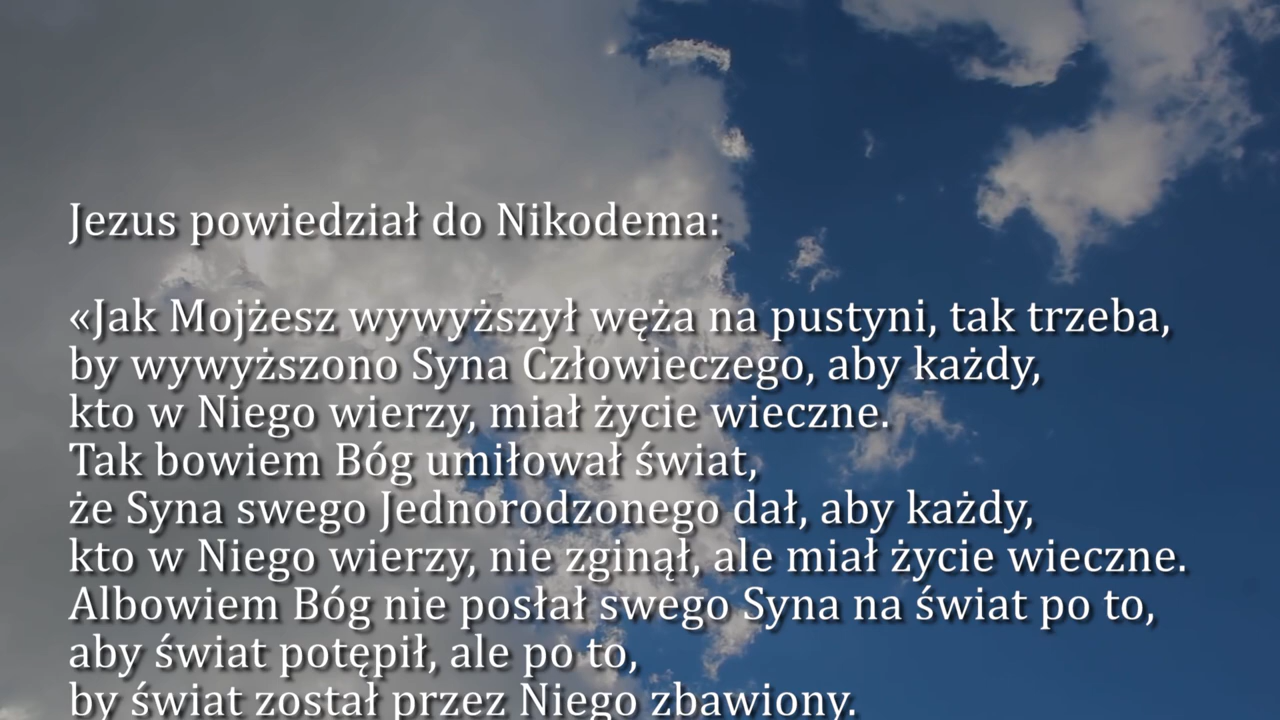 Jezus powiedział do Nikodema:
«Jak Mojżesz wywyższył węża na pustyni, tak trzeba,
by wywyższono Syna Człowieczego, aby każdy,
kto w Niego wierzy, miał życie wieczne.
Tak bowiem Bóg umiłował świat,
że Syna swego Jednorodzonego dał, aby każdy,
kto w Niego wierzy, nie zginął, ale miał życie wieczne.
Albowiem Bóg nie posłał swego Syna na świat po to,
aby świat potępił, ale po to,
by świat został przez Niego zbawiony.